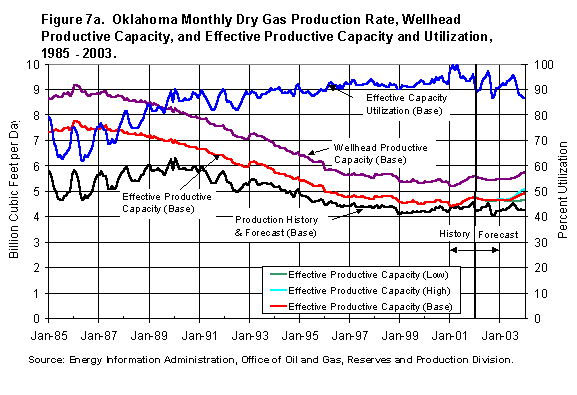 Figure 7a. Oklahoma Monthly Dry Gas Production Rate, Wellhead
Productive Capacity, and Effective Productive Capacity and Utilization,
1985 - 2003.
10
9
8
7
6
5
4
3
2
1
0
Billion Cubic Feet per Day
100
90
80
70
60
50
40
30
20
10
0
Percent Utilization
Effective Capacity
Utilization (Base)
Wellhead Productive
Capacity (Base)
Effective Productive
Capacity (Base)
Production History
& Forecast (Base)
History
Forecast
Effective Productive Capacity (Low)
Effective Productive Capacity (High)
Effective Productive Capacity (Base)
Jan-85 Jan-87 Jan-89 Jan-91 Jan-93 Jan-95 Jan-97 Jan-99 Jan-01 Jan-03
Source: Energy Information Administration, Office of Oil and Gas, Reserves and Production Division.